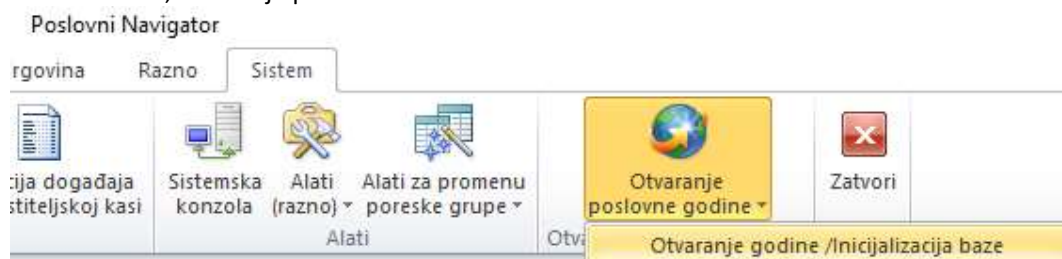 Poslovni Navigator
rgovina Razno Sistem
ija događaja Sistemska Alati Alati za promenu Otvaranje Zatvori
stiteljskoj kasi konzola (razno) poreske grupe poslovne godine
Alati Otv
Otvaranje godine /Inicijalizacija baze